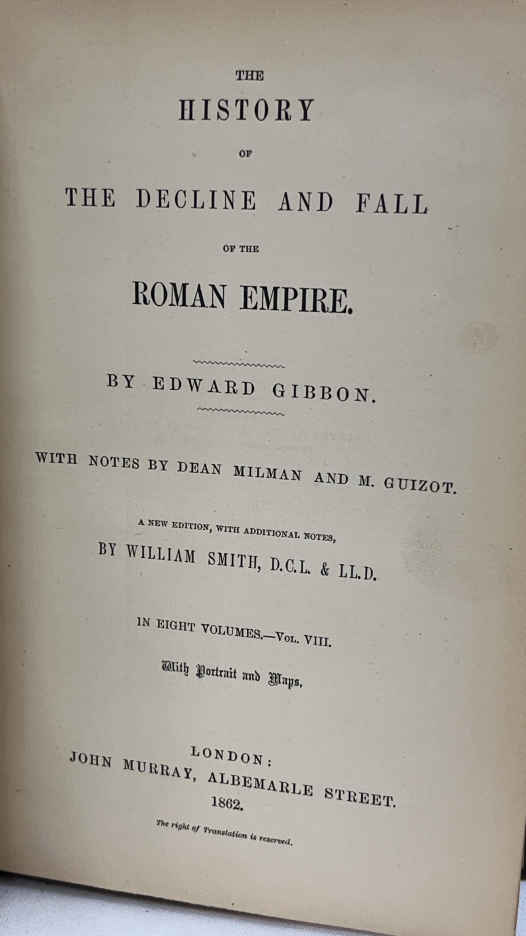 THE
HISTORY
OF
THE DECLINE AND FALL
OF THE
ROMAN EMPIRE.
BY EDWARD GIBBON.
WITH NOTES BY DEAN MILMAN AND M. GUIZOT.
A NEW EDITION, WITH ADDITIONAL NOTES,
BY WILLIAM SMITH, D.C.L. & LL.D.
IN EIGHT VOLUMES.—VOL. VIII.
With Portrait and Maps.
LONDON:
JOHN MURRAY, ALBEMARLE STREET.
1862.
The right of Translation is reserved.